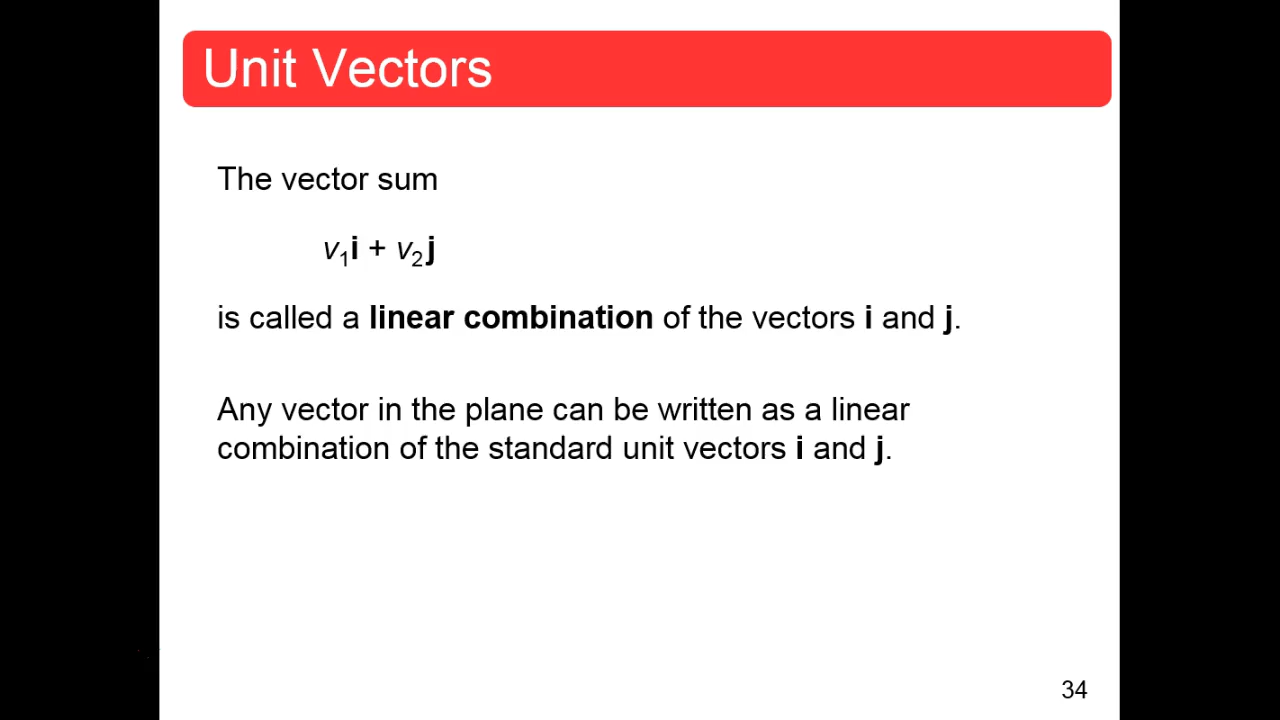 Unit Vectors
The vector sum
v₁i + v₂j
is called a linear combination of the vectors i and j.
Any vector in the plane can be written as a linear
combination of the standard unit vectors i and j.
34